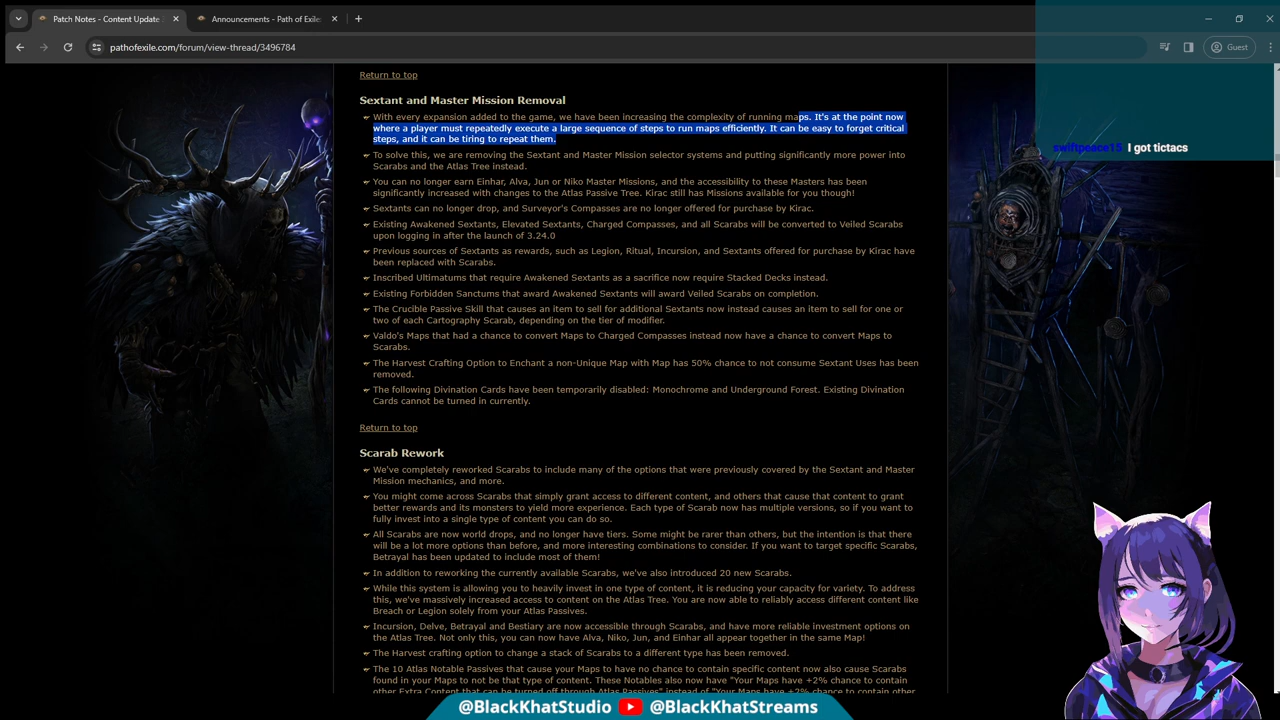 Patch Notes - Content Update
Announcements - Path of Exile:
pathofexile.com/forum/view-thread/3496784
Guest
Return to top
Sextant and Master Mission Removal
With every expansion added to the game, we have been increasing the complexity of running maps. It's at the point now
where a player must repeatedly execute a large sequence of steps to run maps efficiently. It can be easy to forget critical
steps, and it can be tiring to repeat them.
swiftpeace15 I got tictacs
To solve this, we are removing the Sextant and Master Mission selector systems and putting significantly more power into
Scarabs and the Atlas Tree instead.
You can no longer earn Einhar, Alva, Jun or Niko Master Missions, and the accessibility to these Masters has been
significantly increased with changes to the Atlas Passive Tree. Kirac still has Missions available for you though!
Sextants can no longer drop, and Surveyor's Compasses are no longer offered for purchase by Kirac.
Existing Awakened Sextants, Elevated Sextants, Charged Compasses, and all Scarabs will be converted to Veiled Scarabs
upon logging in after the launch of 3.24.0
Previous sources of Sextants as rewards, such as Legion, Ritual, Incursion, and Sextants offered for purchase by Kirac have
been replaced with Scarabs.
Inscribed Ultimatums that require Awakened Sextants as a sacrifice now require Stacked Decks instead.
Existing Forbidden Sanctums that award Awakened Sextants will award Veiled Scarabs on completion.
The Crucible Passive Skill that causes an item to sell for additional Sextants now instead causes an item to sell for one or
two of each Cartography Scarab, depending on the tier of modifier.
Valdo's Maps that had a chance to convert Maps to Charged Compasses instead now have a chance to convert Maps to
Scarabs.
The Harvest Crafting Option to Enchant a non-Unique Map with Map has 50% chance to not consume Sextant Uses has been
removed.
The following Divination Cards have been temporarily disabled: Monochrome and Underground Forest. Existing Divination
Cards cannot be turned in currently.
Return to top
Scarab Rework
We've completely reworked Scarabs to include many of the options that were previously covered by the Sextant and Master
Mission mechanics, and more.
You might come across Scarabs that simply grant access to different content, and others that cause that content to grant
better rewards and its monsters to yield more experience. Each type of Scarab now has multiple versions, so if you want to
fully invest into a single type of content you can do so.
All Scarabs are now world drops, and no longer have tiers. Some might be rarer than others, but the intention is that there
will be a lot more options than before, and more interesting combinations to consider. If you want to target specific Scarabs,
Betrayal has been updated to include most of them!
In addition to reworking the currently available Scarabs, we've also introduced 20 new Scarabs.
While this system is allowing you to heavily invest in one type of content, it is reducing your capacity for variety. To address
this, we've massively increased access to content on the Atlas Tree. You are now able to reliably access different content like
Breach or Legion solely from your Atlas Passives.
Incursion, Delve, Betrayal and Bestiary are now accessible through Scarabs, and have more reliable investment options on
the Atlas Tree. Not only this, you can now have Alva, Niko, Jun, and Einhar all appear together in the same Map!
The Harvest crafting option to change a stack of Scarabs to a different type has been removed.
The 10 Atlas Notable Passives that cause your Maps to have no chance to contain specific content now also cause Scarabs
found in your Maps to not be that type of content. These Notables also now have "Your Maps have +2% chance to contain
other Extra Content that can be turned off through Atlas Passives" instead of "Your Maps have +2% chance to contain other
@BlackKhatStudio @BlackKhatStreams